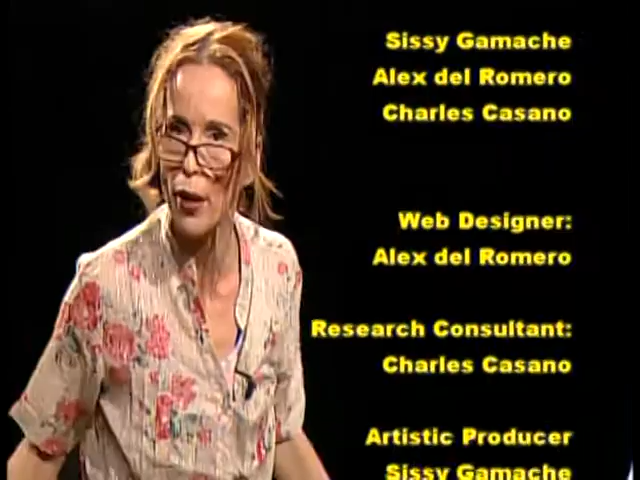 Sissy Gamache
Alex del Romero
Charles Casano
Web Designer:
Alex del Romero
Research Consultant:
Charles Casano
Artistic Producer
Sissy Gamache